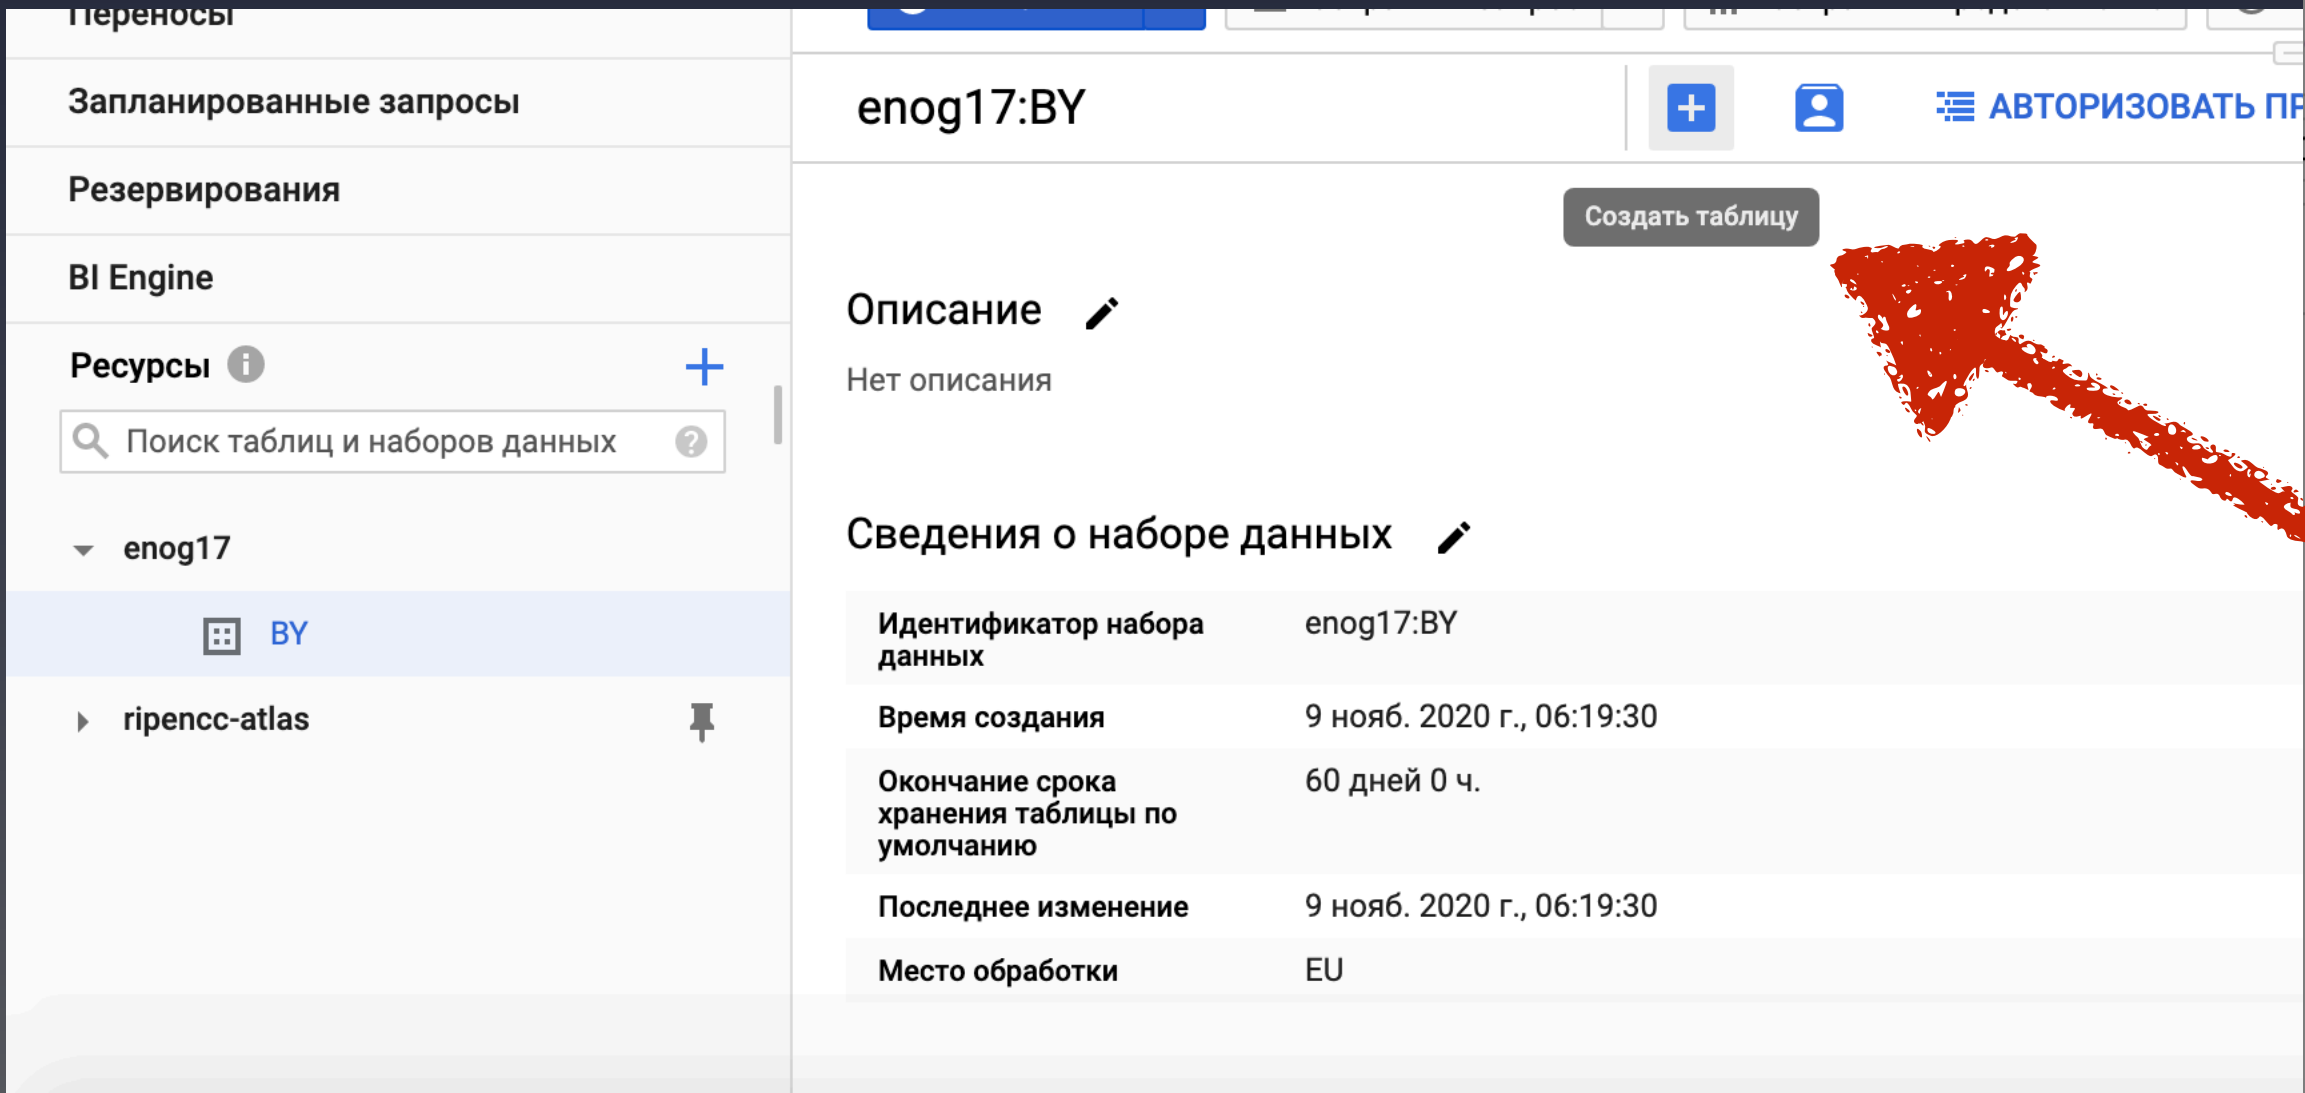 Переносы
Запланированные запросы
Резервирования
BI Engine
Ресурсы
Поиск таблиц и наборов данных
enog17
BY
ripencc-atlas
enog17:BY
АВТОРИЗОВАТЬ
Создать таблицу
Описание
Нет описания
Сведения о наборе данных
Идентификатор набора данных enog17:BY
Время создания 9 нояб. 2020 г., 06:19:30
Окончание срока хранения таблицы по умолчанию 60 дней 0 ч.
Последнее изменение 9 нояб. 2020 г., 06:19:30
Место обработки EU